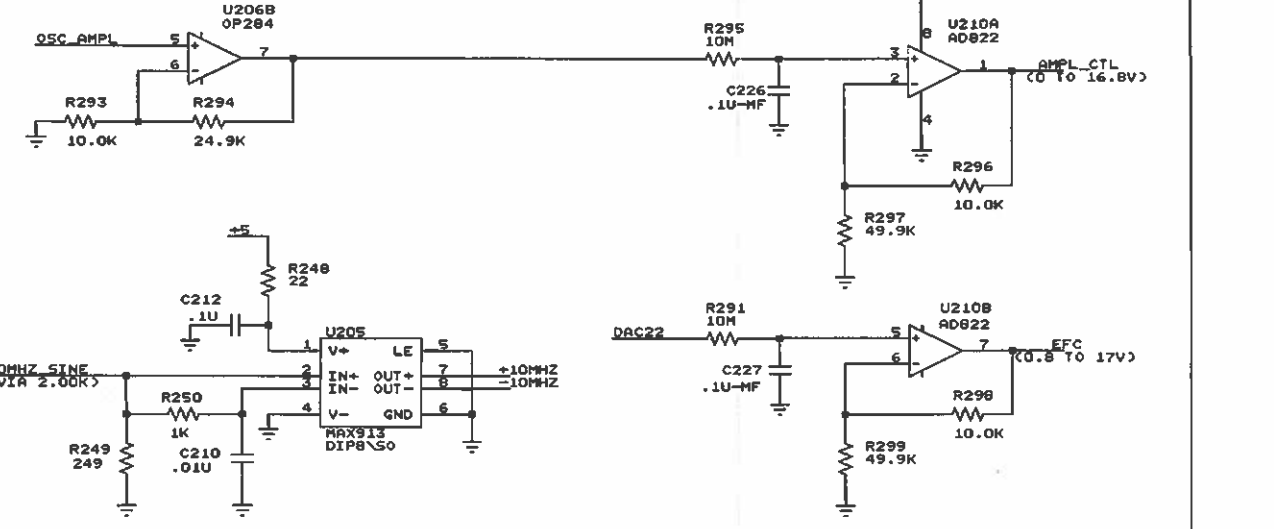 U206B
OP284
OSC_AMPL
5
+
7
6
-
R293
10.0K
R294
24.9K
R295
10M
C226
.1U-MF
8
U210A
AD822
3
+
1
2
-
4
AMPL_CTL
(0 TO 16.8V)
R296
10.0K
R297
49.9K
+5
R248
22
C212
.1U
U205
1
V+
LE
5
2
IN+
OUT+
7
+10MHZ
3
IN-
OUT-
8
-10MHZ
4
V-
GND
6
MAX913
DIP8\SO
0MHZ_SINE
VIA 2.00K)
R250
1K
R249
249
C210
.01U
DAC22
R291
10M
C227
.1U-MF
U210B
AD822
5
+
7
6
-
EFC
(0.8 TO 17V)
R298
10.0K
R299
49.9K